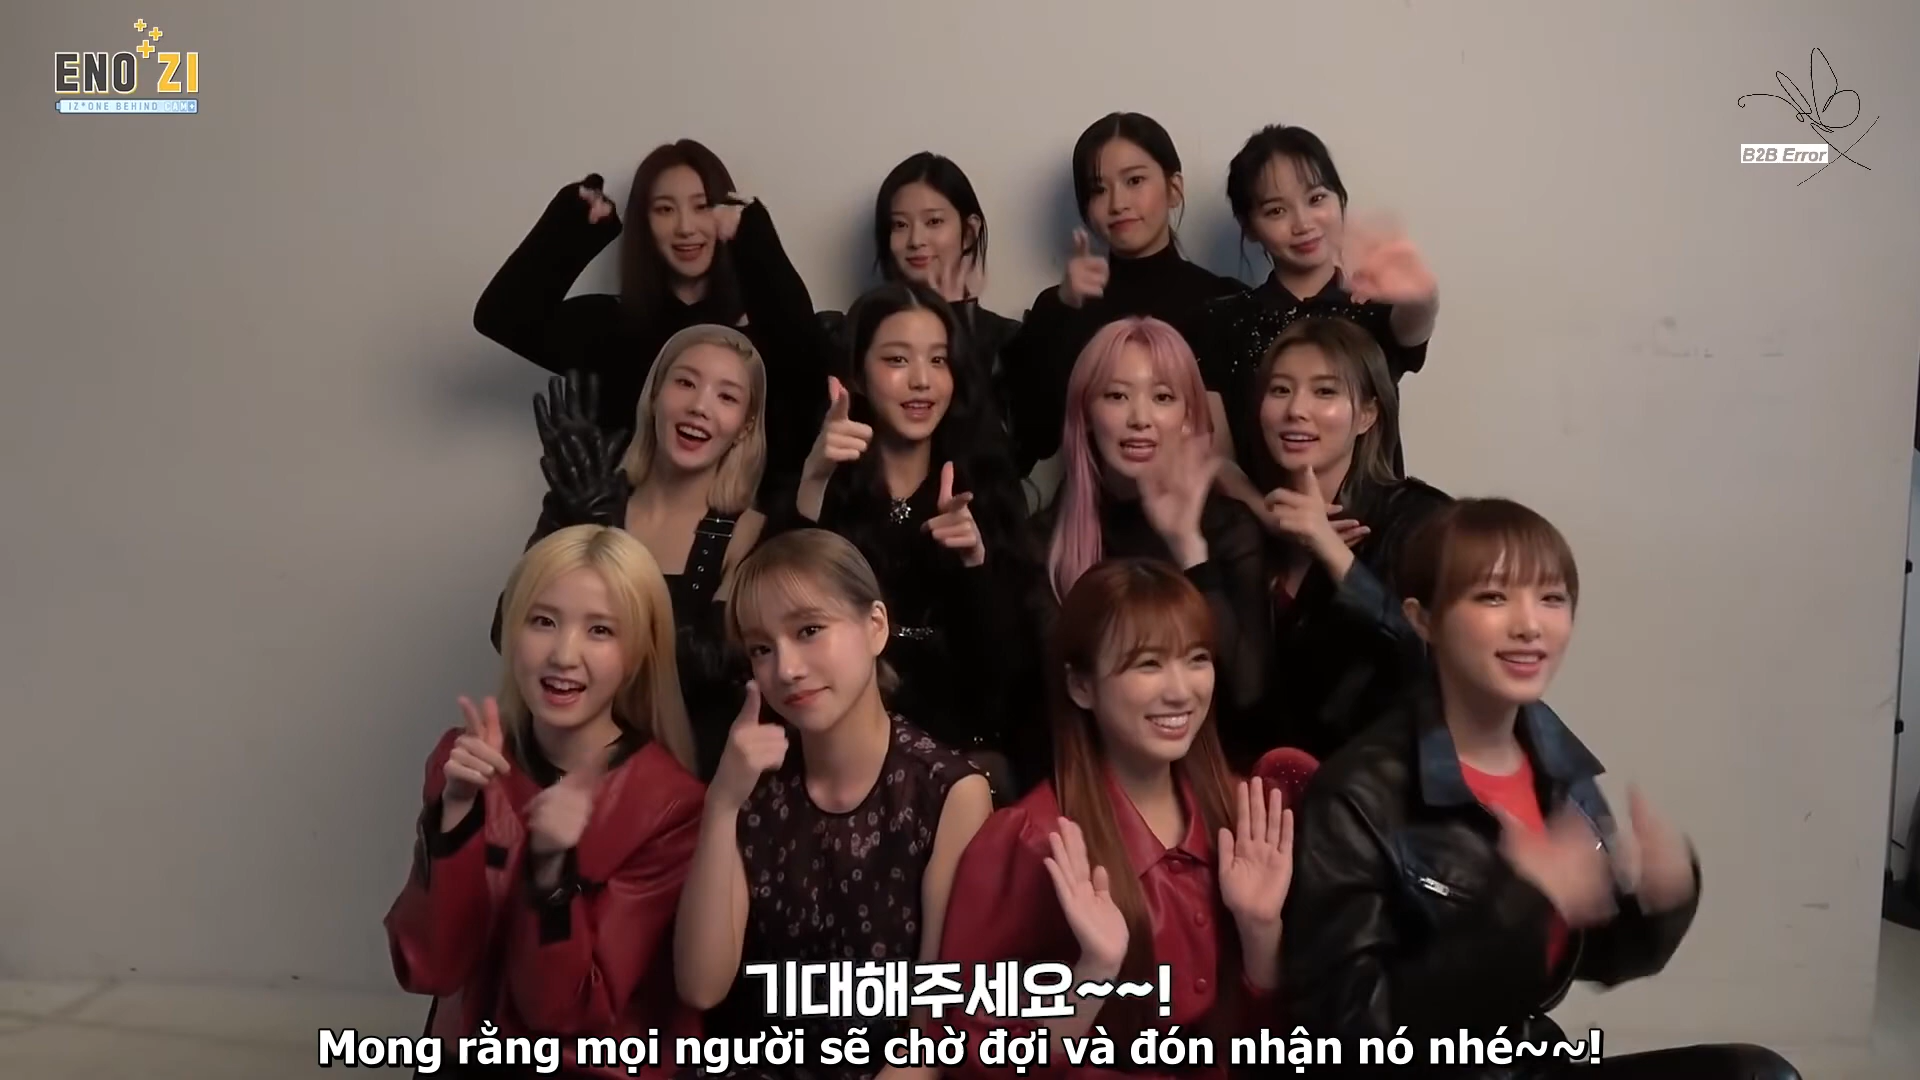 ENO ZI
IZ*ONE BEHIND CAM
B2B Error
기대해주세요~~!
Mong rằng mọi người sẽ chờ đợi và đón nhận nó nhé~~!